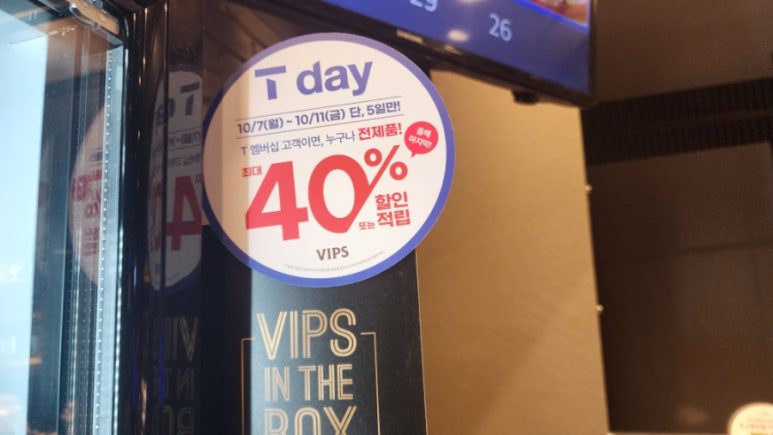 29
26
T day
10/7(월) ~ 10/11(금) 단, 5일만!
T 멤버십 고객이면, 누구나 전제품!
올해
마지막!
최대
40%
할인
또는 적립
VIPS
VIPS
IN THE
BOX